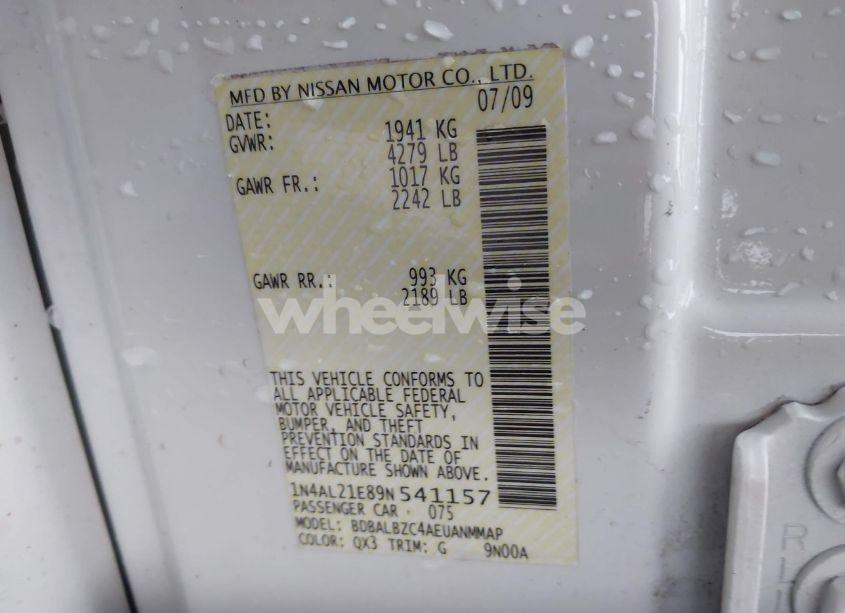 MFD BY NISSAN MOTOR CO., LTD.
DATE: 07/09
GVWR: 1941 KG
4279 LB
GAWR FR.: 1017 KG
2242 LB
GAWR RR.: 993 KG
2189 LB
wheelwise
THIS VEHICLE CONFORMS TO
ALL APPLICABLE FEDERAL
MOTOR VEHICLE SAFETY,
BUMPER, AND THEFT
PREVENTION STANDARDS IN
EFFECT ON THE DATE OF
MANUFACTURE SHOWN ABOVE.
1N4AL21E89N541157
PASSENGER CAR 075
MODEL: BDBALBZC4AEUANMMAP
COLOR: QX3 TRIM: G 9N00A